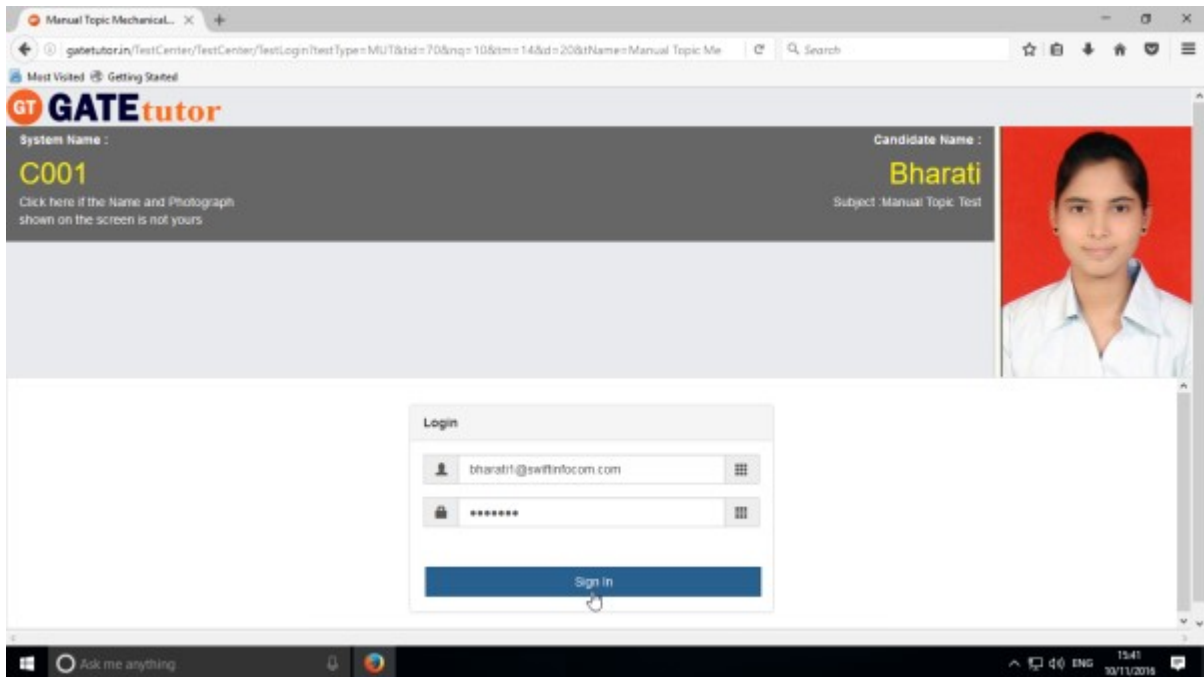 Manual Topic Mechanical...
gatetutor.in/TestCenter/TestCenter/TestLogin?testType=MUT&tid=70&nq=10&tm=14&d=20&tName=Manual Topic Me
Search
Most Visited
Getting Started
GT GATEtutor
System Name :
C001
Click here if the Name and Photograph
shown on the screen is not yours
Candidate Name :
Bharati
Subject :Manual Topic Test
Login
bharati1@swiftinfocom.com
Sign In
Ask me anything
ENG
15:41
10/11/2016